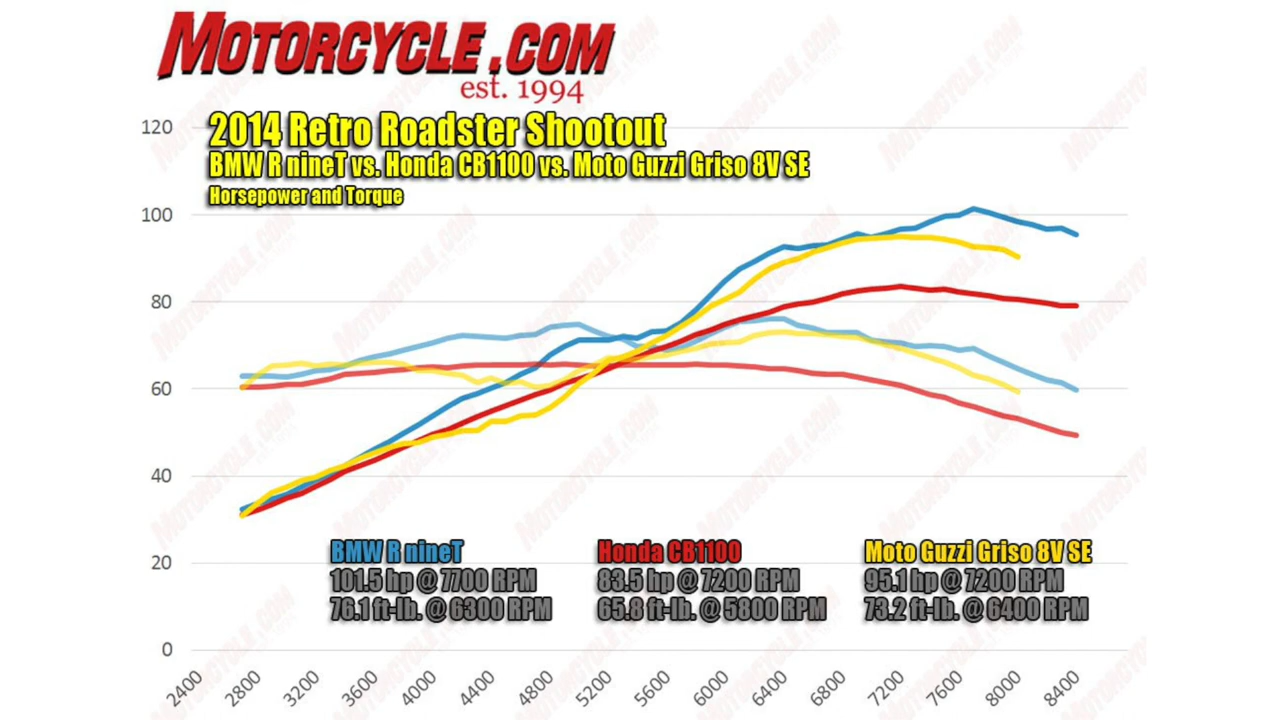 MOTORCYCLE.COM
est. 1994
2014 Retro Roadster Shootout
BMW R nineT vs. Honda CB1100 vs. Moto Guzzi Griso 8V SE
Horsepower and Torque
120
100
80
60
40
20
0
BMW R nineT
101.5 hp @ 7700 RPM
76.1 ft-lb. @ 6300 RPM
Honda CB1100
83.5 hp @ 7200 RPM
65.8 ft-lb. @ 5800 RPM
Moto Guzzi Griso 8V SE
95.1 hp @ 7200 RPM
73.2 ft-lb. @ 6400 RPM
2400 2800 3200 3600 4000 4400 4800 5200 5600 6000 6400 6800 7200 7600 8000 8400